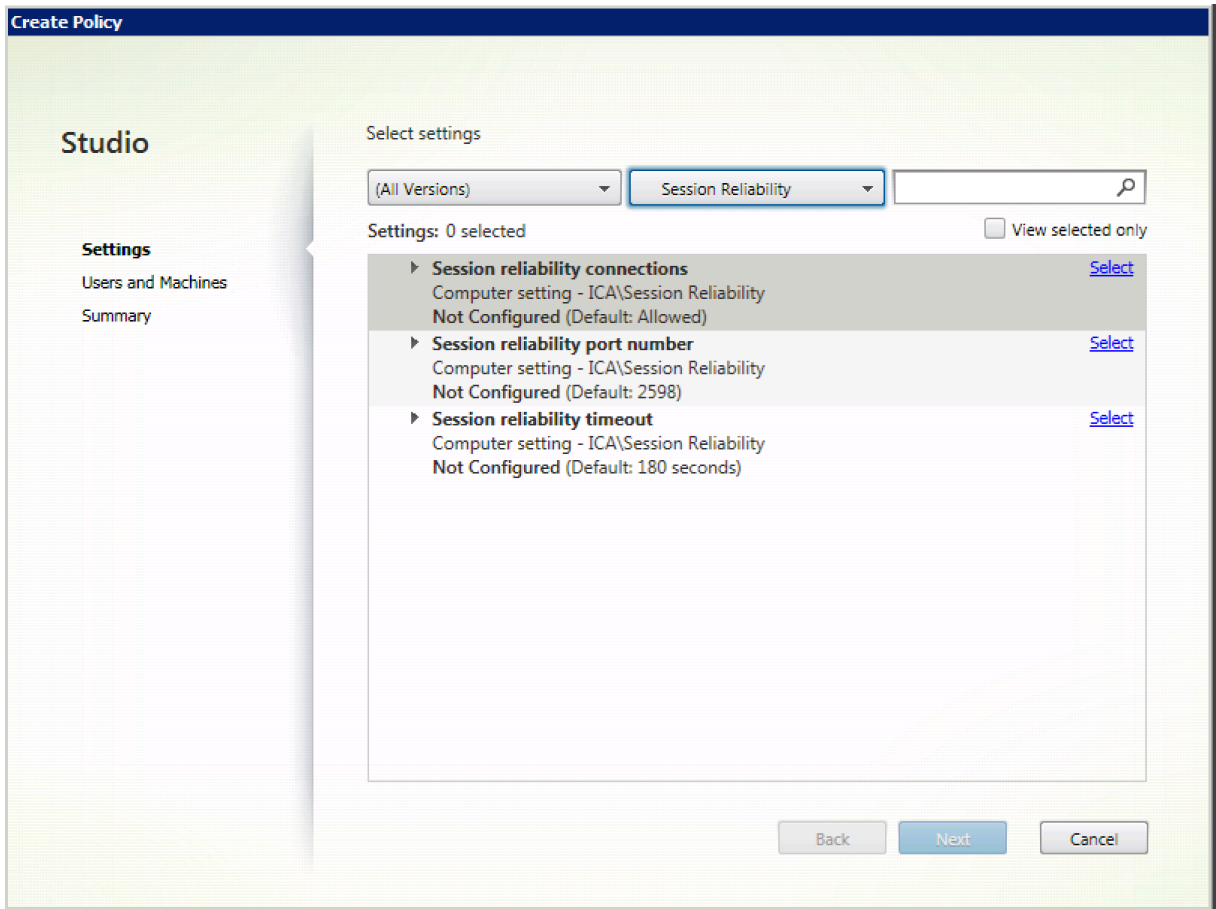 Create Policy
Studio
Select settings
(All Versions)
Session Reliability
Settings: 0 selected
View selected only
Settings
Users and Machines
Summary
Session reliability connections
Select
Computer setting - ICA\Session Reliability
Not Configured (Default: Allowed)
Session reliability port number
Select
Computer setting - ICA\Session Reliability
Not Configured (Default: 2598)
Session reliability timeout
Select
Computer setting - ICA\Session Reliability
Not Configured (Default: 180 seconds)
Back
Next
Cancel